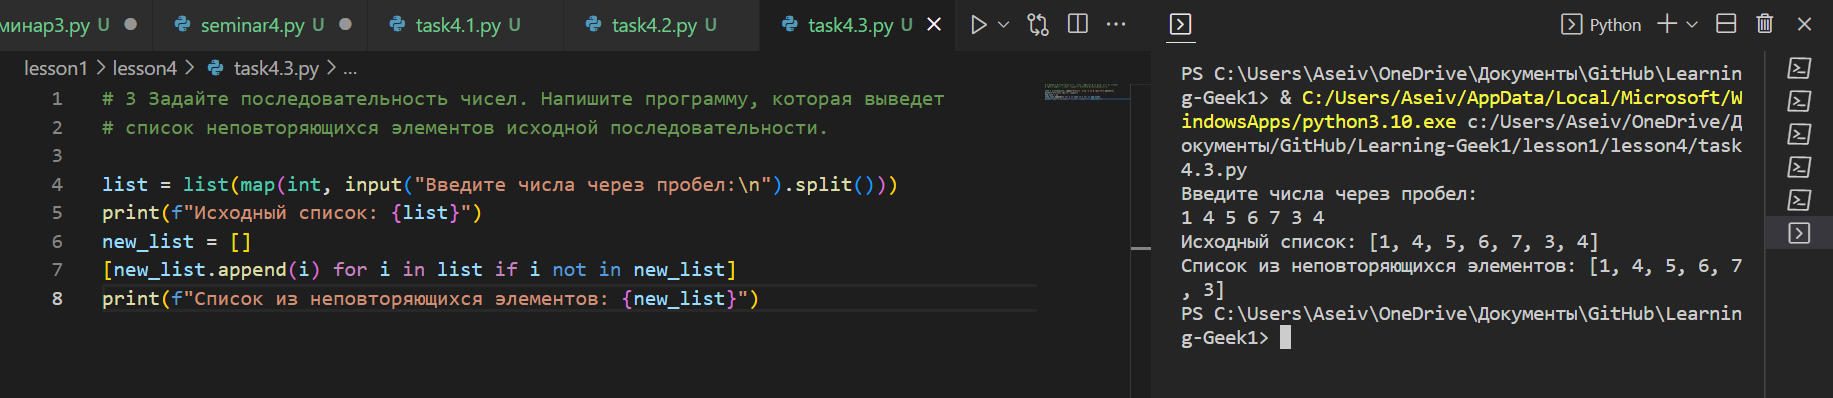 минар3.py U
seminar4.py U
task4.1.py U
task4.2.py U
task4.3.py U
Python
lesson1 > lesson4 > task4.3.py > ...
1 # 3 Задайте последовательность чисел. Напишите программу, которая выведет
2 # список неповторяющихся элементов исходной последовательности.
3
4 list = list(map(int, input("Введите числа через пробел:\n").split()))
5 print(f"Исходный список: {list}")
6 new_list = []
7 [new_list.append(i) for i in list if i not in new_list]
8 print(f"Список из неповторяющихся элементов: {new_list}")
PS C:\Users\Aseiv\OneDrive\Документы\GitHub\Learnin
g-Geek1> & C:/Users/Aseiv/AppData/Local/Microsoft/W
indowsApps/python3.10.exe c:/Users/Aseiv/OneDrive/Д
окументы/GitHub/Learning-Geek1/lesson1/lesson4/task
4.3.py
Введите числа через пробел:
1 4 5 6 7 3 4
Исходный список: [1, 4, 5, 6, 7, 3, 4]
Список из неповторяющихся элементов: [1, 4, 5, 6, 7
, 3]
PS C:\Users\Aseiv\OneDrive\Документы\GitHub\Learnin
g-Geek1>